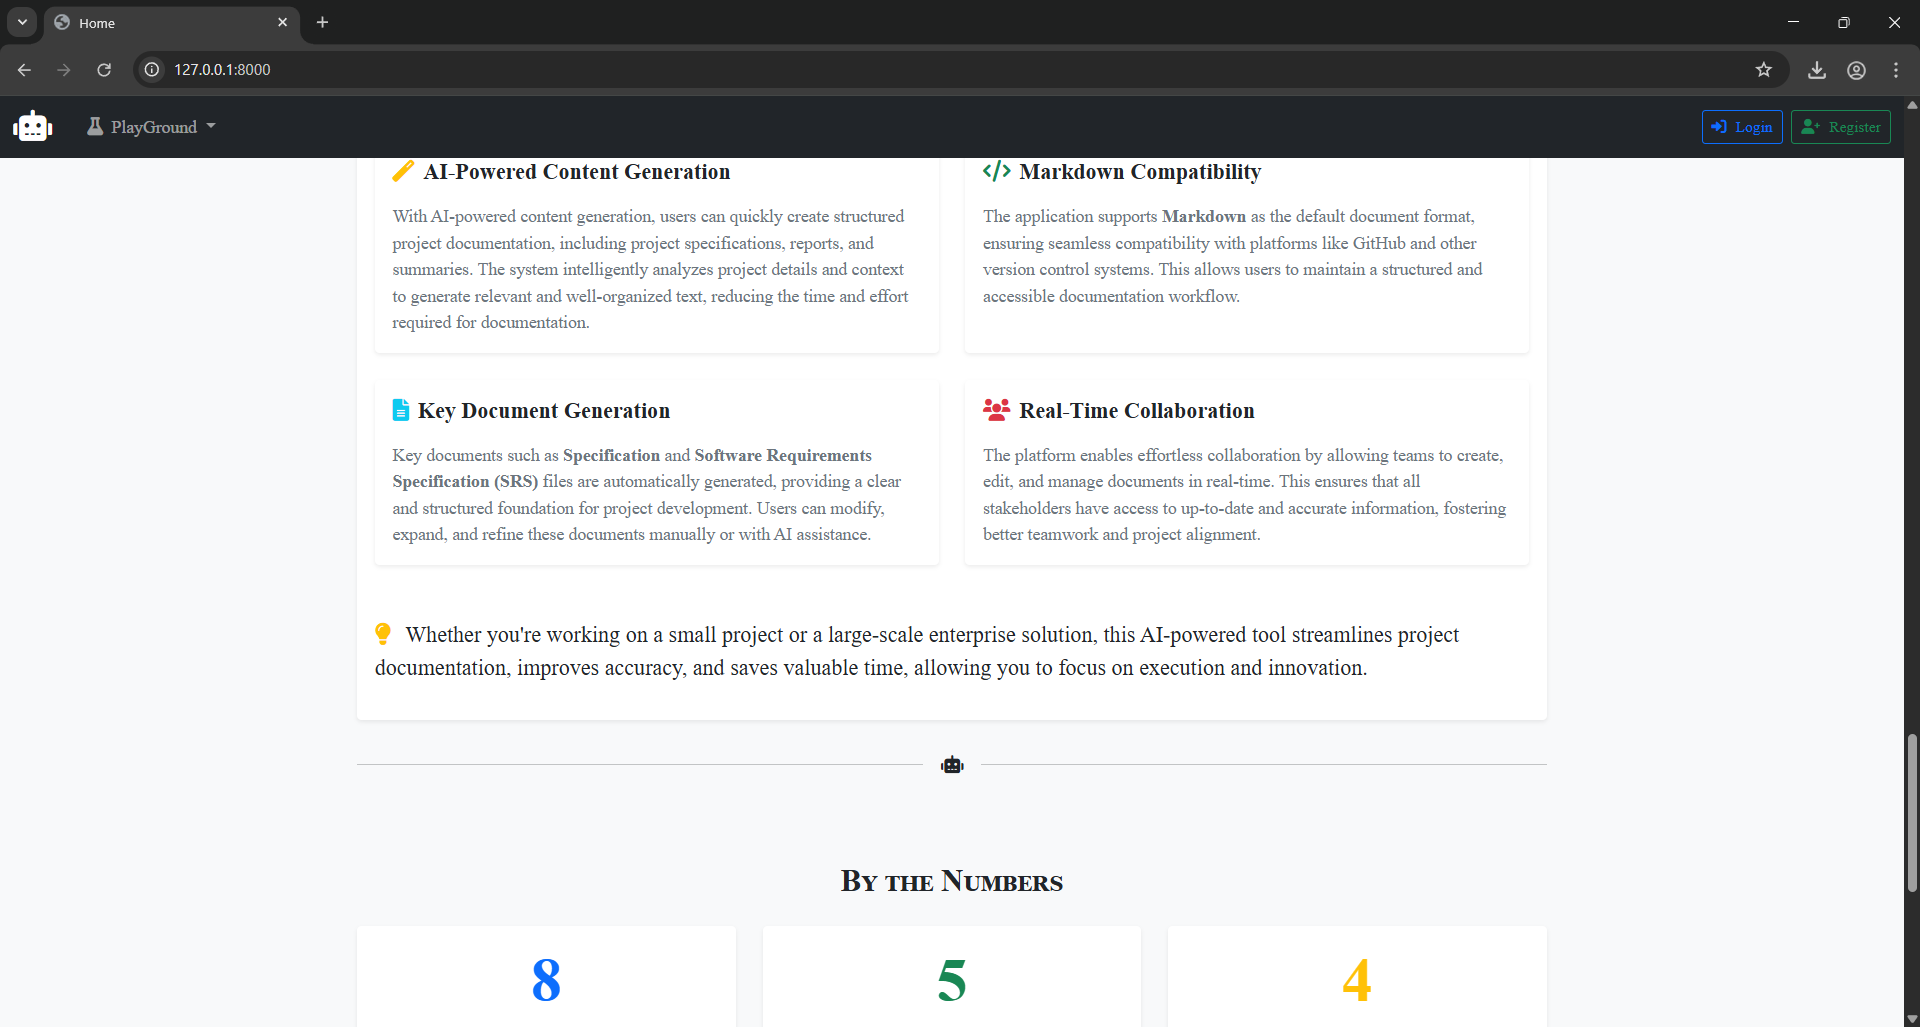 Home
127.0.0.1:8000
PlayGround
Login
Register
AI-Powered Content Generation
With AI-powered content generation, users can quickly create structured
project documentation, including project specifications, reports, and
summaries. The system intelligently analyzes project details and context
to generate relevant and well-organized text, reducing the time and effort
required for documentation.
Markdown Compatibility
The application supports Markdown as the default document format,
ensuring seamless compatibility with platforms like GitHub and other
version control systems. This allows users to maintain a structured and
accessible documentation workflow.
Key Document Generation
Key documents such as Specification and Software Requirements
Specification (SRS) files are automatically generated, providing a clear
and structured foundation for project development. Users can modify,
expand, and refine these documents manually or with AI assistance.
Real-Time Collaboration
The platform enables effortless collaboration by allowing teams to create,
edit, and manage documents in real-time. This ensures that all
stakeholders have access to up-to-date and accurate information, fostering
better teamwork and project alignment.
Whether you're working on a small project or a large-scale enterprise solution, this AI-powered tool streamlines project
documentation, improves accuracy, and saves valuable time, allowing you to focus on execution and innovation.
By the Numbers
8
5
4